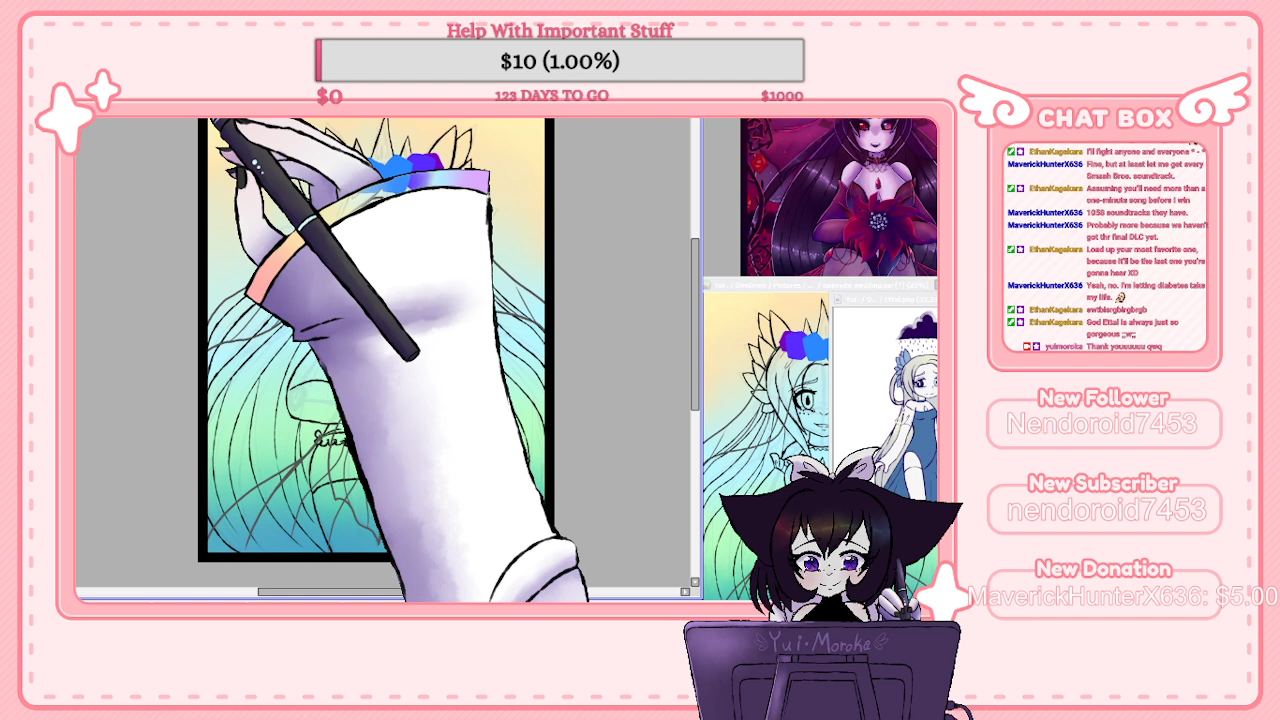 Help With Important Stuff
$10 (1.00%)
$0
123 DAYS TO GO
$1000
CHAT BOX
EthanKagekura I'll fight anyone and everyone
MaverickHunterX636 Fine, but at least let me get every
Smash Bros. soundtrack.
EthanKagekura Assuming you'll need more than a
one-minute song before I win
MaverickHunterX636 1058 soundtracks they have.
MaverickHunterX636 Probably more because we haven't
got thr final DLC yet.
EthanKagekura Load up your most favorite one,
because it'll be the last one you're
gonna hear XD
MaverickHunterX636 Yeah, no. I'm letting diabetes take
my life.
EthanKagekura
EthanKagekura God Ettai is always just so
gorgeous ;;w;;
yuimoroka Thank youuuuuu qwq
New Follower
Nendoroid7453
New Subscriber
nendoroid7453
New Donation
MaverickHunterX636: $5.00
Yui•Moroka